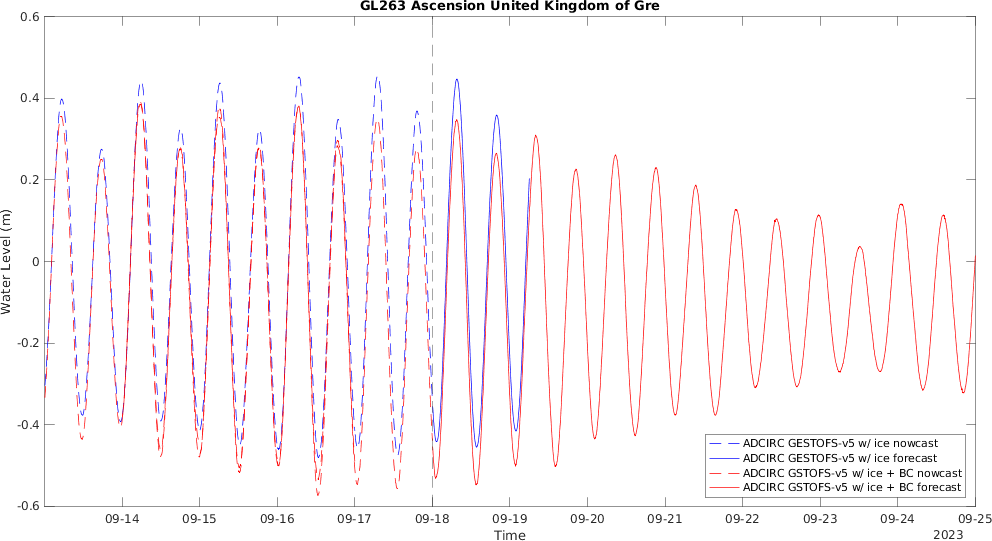 GL263 Ascension United Kingdom of Gre
0.6
0.4
0.2
0
-0.2
-0.4
-0.6
Water Level (m)
ADCIRC GESTOFS-v5 w/ ice nowcast
ADCIRC GESTOFS-v5 w/ ice forecast
ADCIRC GSTOFS-v5 w/ ice + BC nowcast
ADCIRC GSTOFS-v5 w/ ice + BC forecast
09-14 09-15 09-16 09-17 09-18 09-19 09-20 09-21 09-22 09-23 09-24 09-25
Time
2023